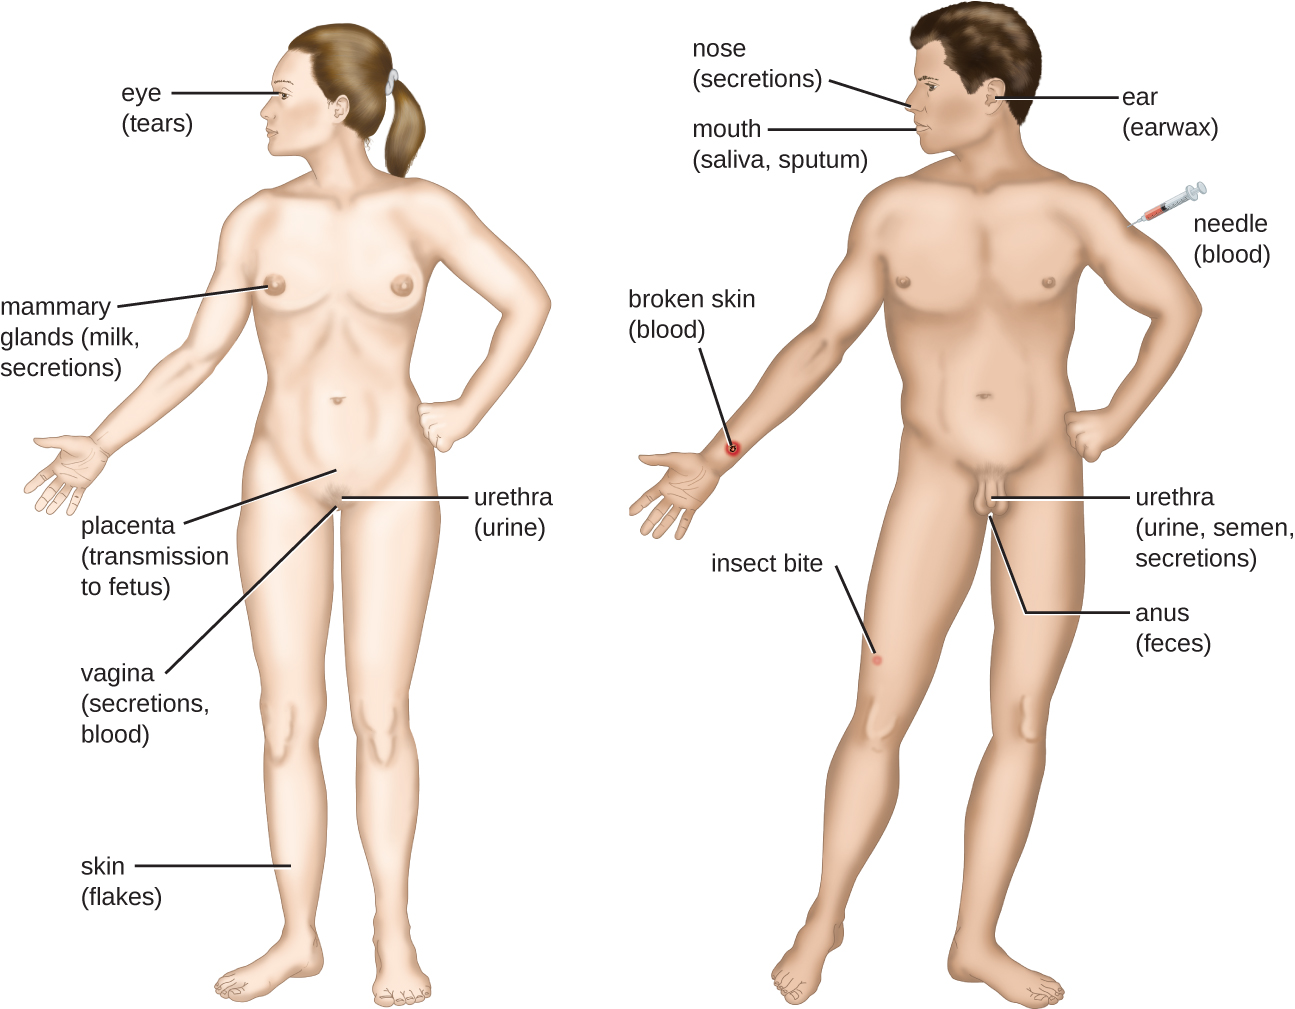 eye
(tears)
mammary
glands (milk,
secretions)
placenta
(transmission
to fetus)
urethra
(urine)
vagina
(secretions,
blood)
skin
(flakes)
nose
(secretions)
mouth
(saliva, sputum)
ear
(earwax)
needle
(blood)
broken skin
(blood)
insect bite
urethra
(urine, semen,
secretions)
anus
(feces)